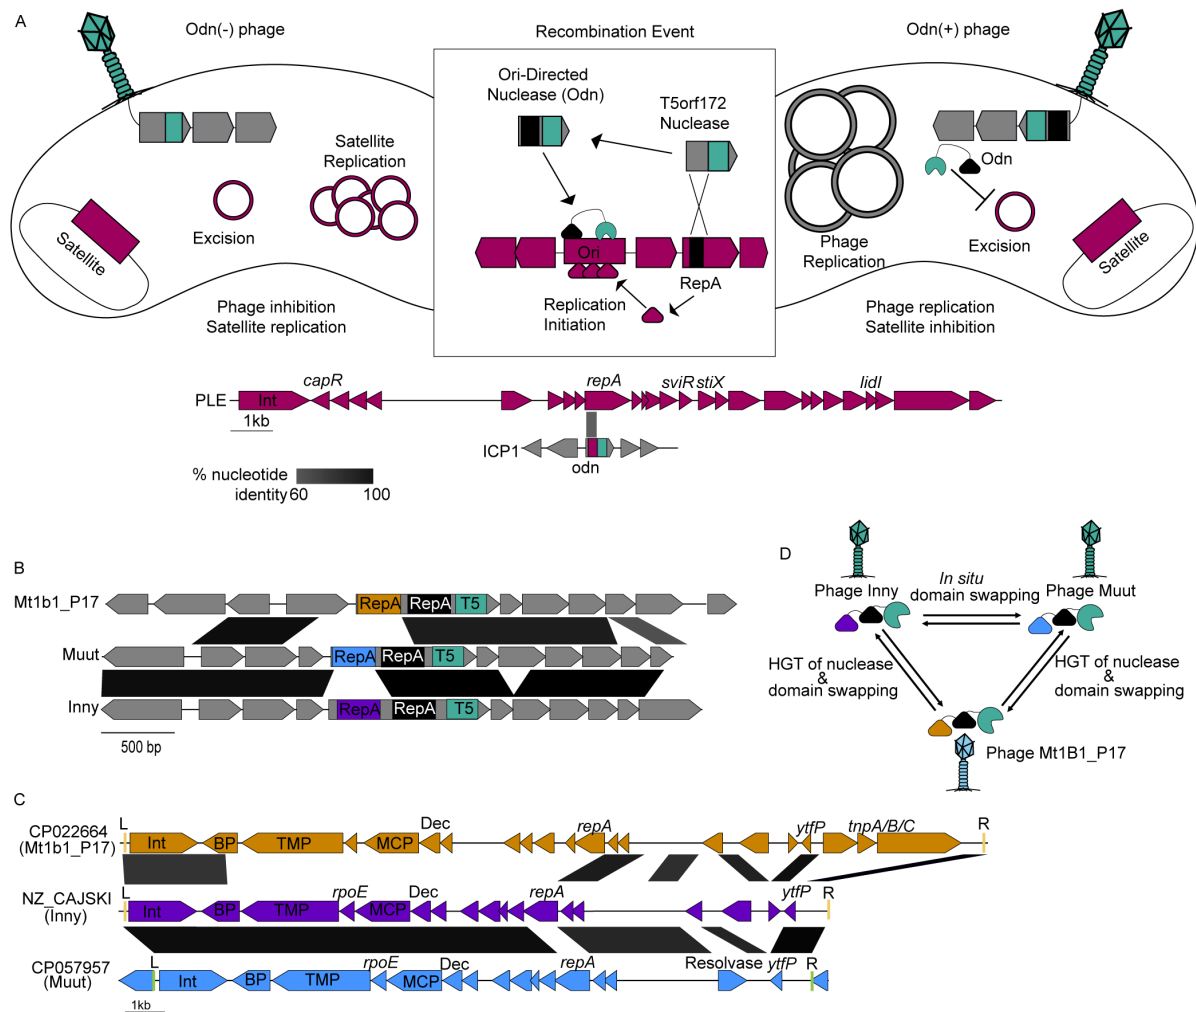 A
Odn(-) phage
Recombination Event
Odn(+) phage
Ori-Directed
Nuclease (Odn)
T5orf172
Nuclease
Satellite
Replication
Odn
Satellite
Excision
Ori
RepA
Replication
Initiation
Phage
Replication
Excision
Satellite
Phage inhibition
Satellite replication
Phage replication
Satellite inhibition
capR
repA
sviR stiX
lidI
PLE
Int
1kb
ICP1
odn
% nucleotide
identity 60 100
B
Mt1b1_P17
RepA RepA T5
Muut
RepA RepA T5
Inny
RepA RepA T5
500 bp
D
Phage Inny
In situ
domain swapping
Phage Muut
HGT of nuclease
&
domain swapping
HGT of nuclease
&
domain swapping
Phage Mt1B1_P17
C
CP022664
(Mt1b1_P17)
L
Int
BP
TMP
MCP
Dec
repA
ytfP
tnpA/B/C
R
NZ_CAJSKI
(Inny)
L
Int
BP
TMP
rpoE
MCP
Dec
repA
ytfP
R
CP057957
(Muut)
L
Int
BP
TMP
rpoE
MCP
Dec
repA
Resolvase
ytfP
R
1kb